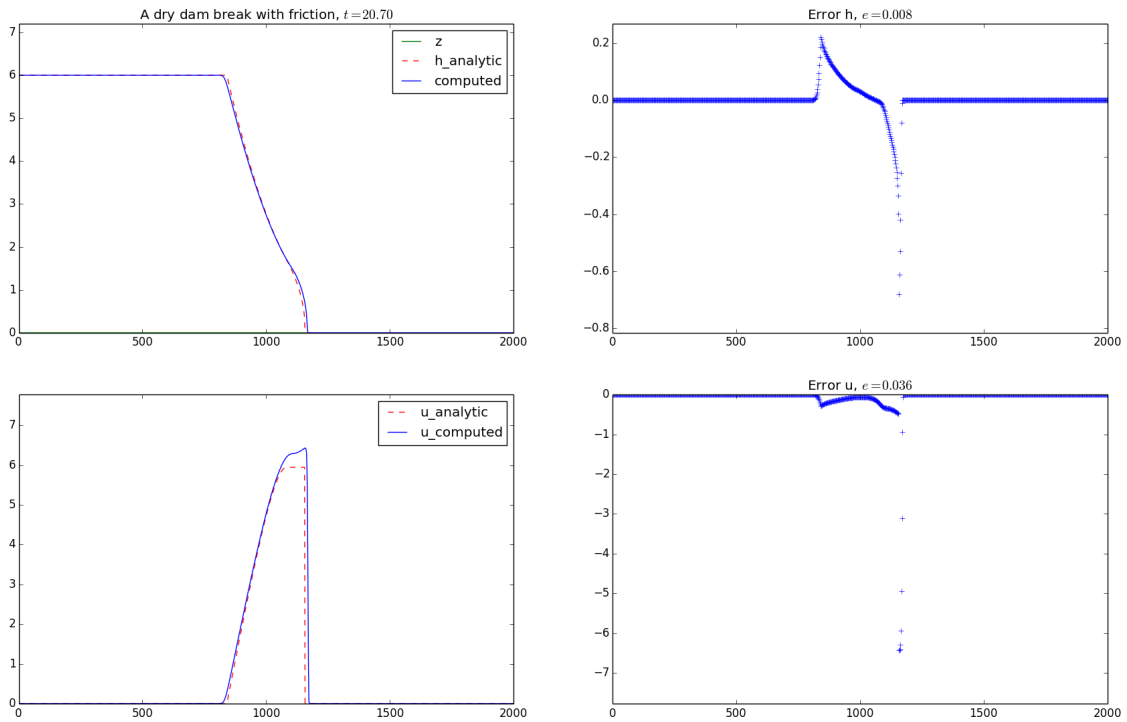 A dry dam break with friction, t=20.70
7
6
5
4
3
2
1
0
0 500 1000 1500 2000
z
h_analytic
computed
Error h, e=0.008
0.2
0.0
−0.2
−0.4
−0.6
−0.8
0 500 1000 1500 2000
7
6
5
4
3
2
1
0
0 500 1000 1500 2000
u_analytic
u_computed
Error u, e=0.036
0
−1
−2
−3
−4
−5
−6
−7
0 500 1000 1500 2000